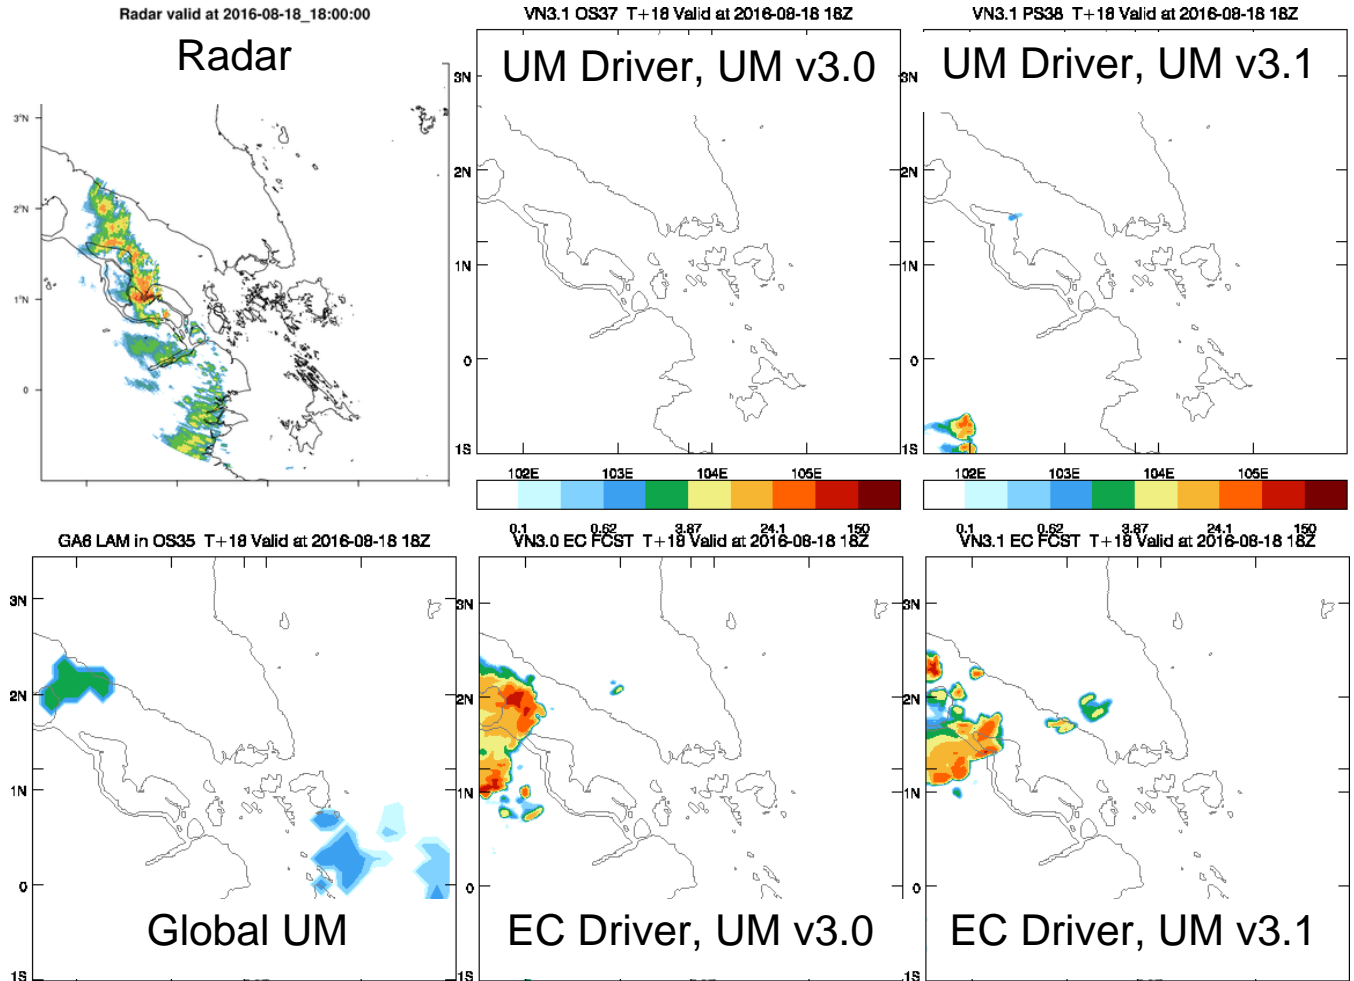 Radar valid at 2016-08-18_18:00:00
VN3.1 OS37 T+18 Valid at 2016-08-18 18Z
VN3.1 PS38 T+18 Valid at 2016-08-18 18Z
Radar
UM Driver, UM v3.0
UM Driver, UM v3.1
3°N
2°N
1°N
0
3N
2N
1N
0
1S
102E 103E 104E 105E
3N
2N
1N
0
1S
102E 103E 104E 105E
0.1 0.62 3.87 24.1 150
0.1 0.62 3.87 24.1 150
GA6 LAM in OS35 T+18 Valid at 2016-08-18 18Z
VN3.0 EC FCST T+18 Valid at 2016-08-18 18Z
VN3.1 EC FCST T+18 Valid at 2016-08-18 18Z
3N
2N
1N
0
1S
3N
2N
1N
0
1S
3N
2N
1N
0
1S
Global UM
EC Driver, UM v3.0
EC Driver, UM v3.1